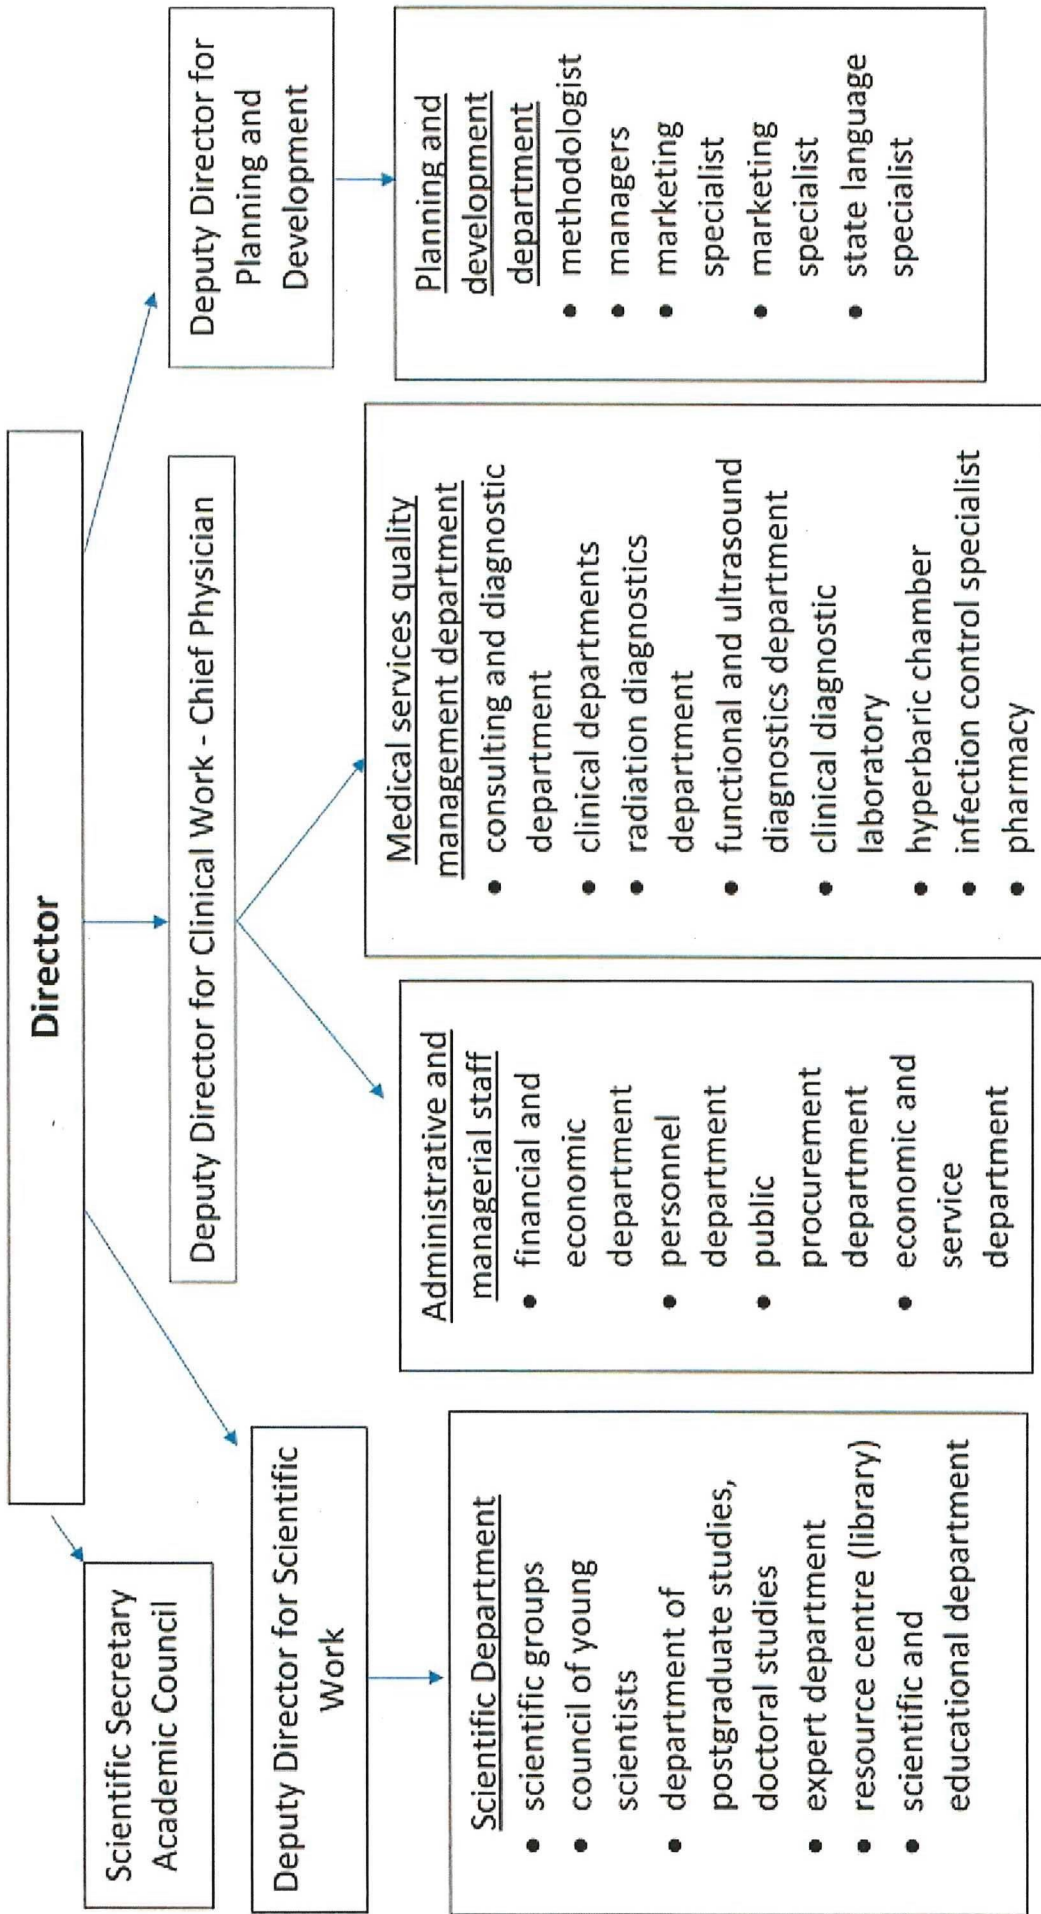 Director
Scientific Secretary
Academic Council
Deputy Director for Scientific
Work
Deputy Director for Clinical Work - Chief Physician
Deputy Director for
Planning and
Development
Scientific Department
• scientific groups
• council of young
scientists
• department of
postgraduate studies,
doctoral studies
• expert department
• resource centre (library)
• scientific and
educational department
Administrative and
managerial staff
• financial and
economic
department
• personnel
department
• public
procurement
department
• economic and
service
department
Medical services quality
management department
• consulting and diagnostic
department
• clinical departments
• radiation diagnostics
department
• functional and ultrasound
diagnostics department
• clinical diagnostic
laboratory
• hyperbaric chamber
• infection control specialist
• pharmacy
Planning and
development
department
• methodologist
• managers
• marketing
specialist
• marketing
specialist
• state language
specialist